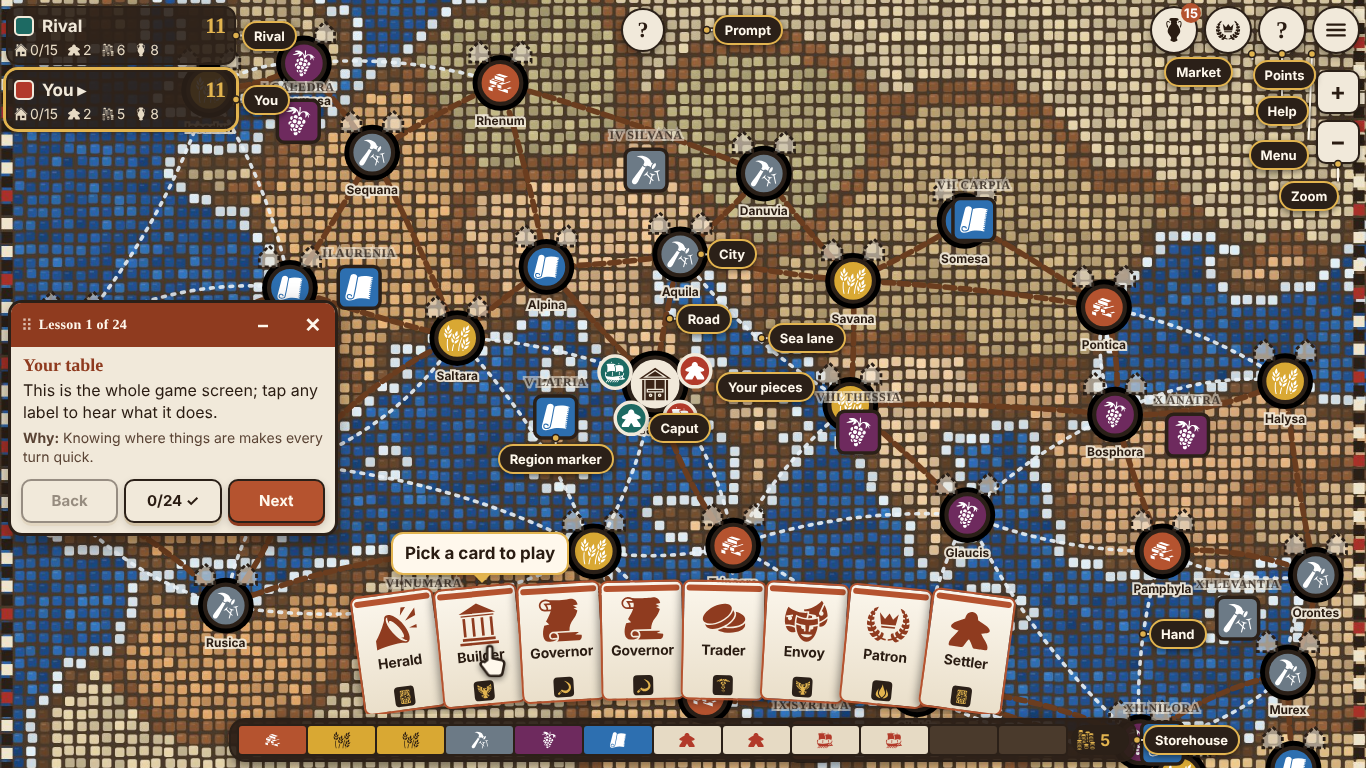 Rival
11
0/15 2 6 8
You ▸
11
0/15 2 5 8
Rival
You
?
Prompt
15
?
Market
Points
Help
Menu
Zoom
+
−
Rhenum
Sequana
IV SILVANA
Danuvia
VII CARPIA
Somesa
II AURENIA
Alpina
Aquila
City
Savana
Road
Sea lane
Pontica
Saltara
V LATRIA
Your pieces
VIII THESSIA
X ANATRA
Halysa
Bosphora
Caput
Region marker
Lesson 1 of 24
−
✕
Your table
This is the whole game screen; tap any
label to hear what it does.
Why: Knowing where things are makes every
turn quick.
Back
0/24 ✓
Next
Glaucis
Pick a card to play
VI NUMARA
Pamphyla
XI LEVANTIA
Orontes
Rusica
Hand
Herald
Builder
Governor
Governor
Trader
Envoy
Patron
Settler
Murex
IX SYRTICA
XII NILORA
5
Storehouse